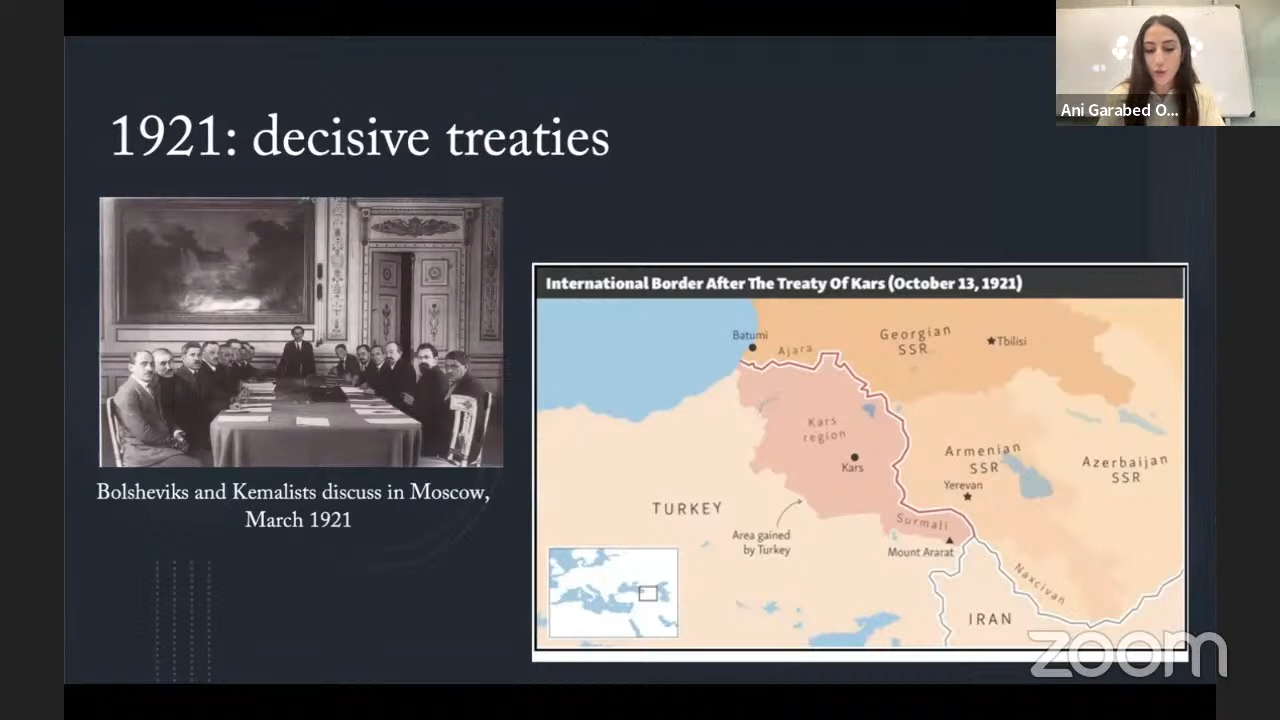 Ani Garabed O...
1921: decisive treaties
Bolsheviks and Kemalists discuss in Moscow,
March 1921
International Border After The Treaty Of Kars (October 13, 1921)
Batumi
Ajara
Georgian
SSR
Tbilisi
Kars
region
Kars
Armenian
SSR
Yerevan
Azerbaijan
SSR
TURKEY
Surmali
Area gained
by Turkey
Mount Ararat
Naxcivan
IRAN
zoom